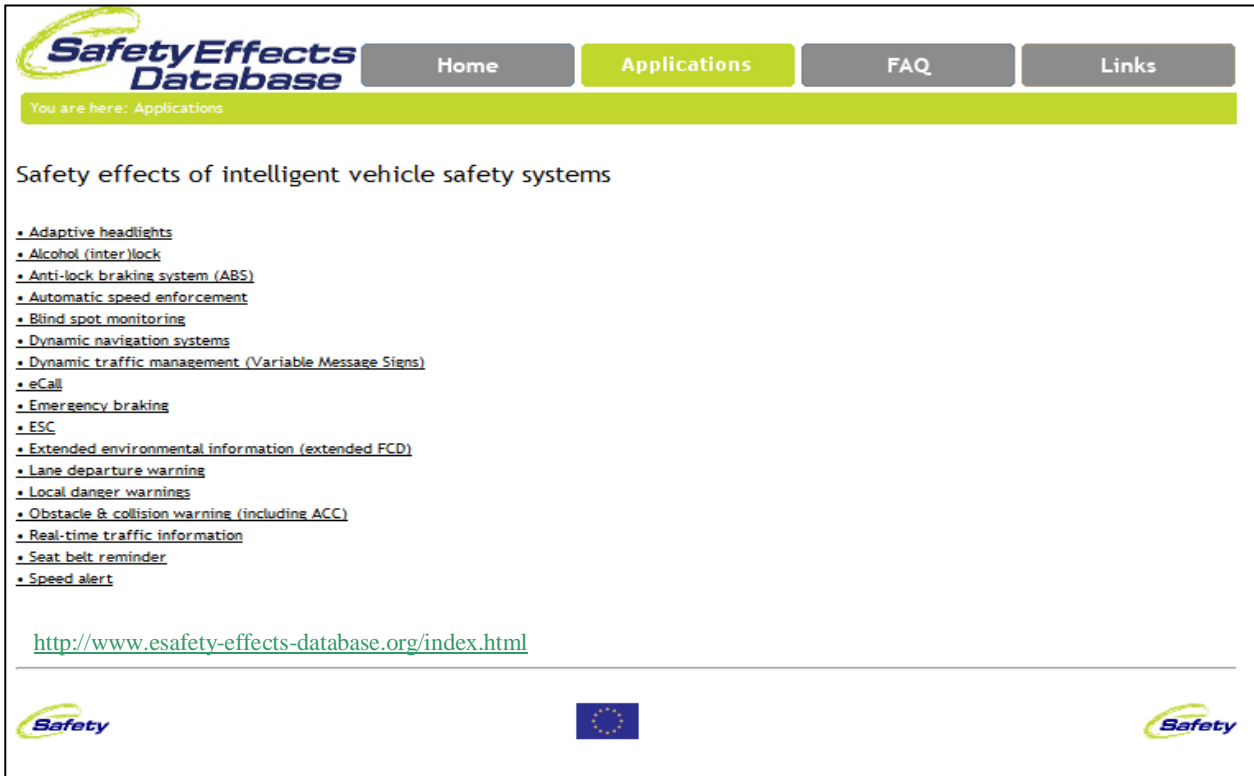 SafetyEffects
Database
Home
Applications
FAQ
Links
You are here: Applications
Safety effects of intelligent vehicle safety systems
• Adaptive headlights
• Alcohol (inter)lock
• Anti-lock braking system (ABS)
• Automatic speed enforcement
• Blind spot monitoring
• Dynamic navigation systems
• Dynamic traffic management (Variable Message Signs)
• eCall
• Emergency braking
• ESC
• Extended environmental information (extended FCD)
• Lane departure warning
• Local danger warnings
• Obstacle & collision warning (including ACC)
• Real-time traffic information
• Seat belt reminder
• Speed alert
http://www.esafety-effects-database.org/index.html
Safety
Safety